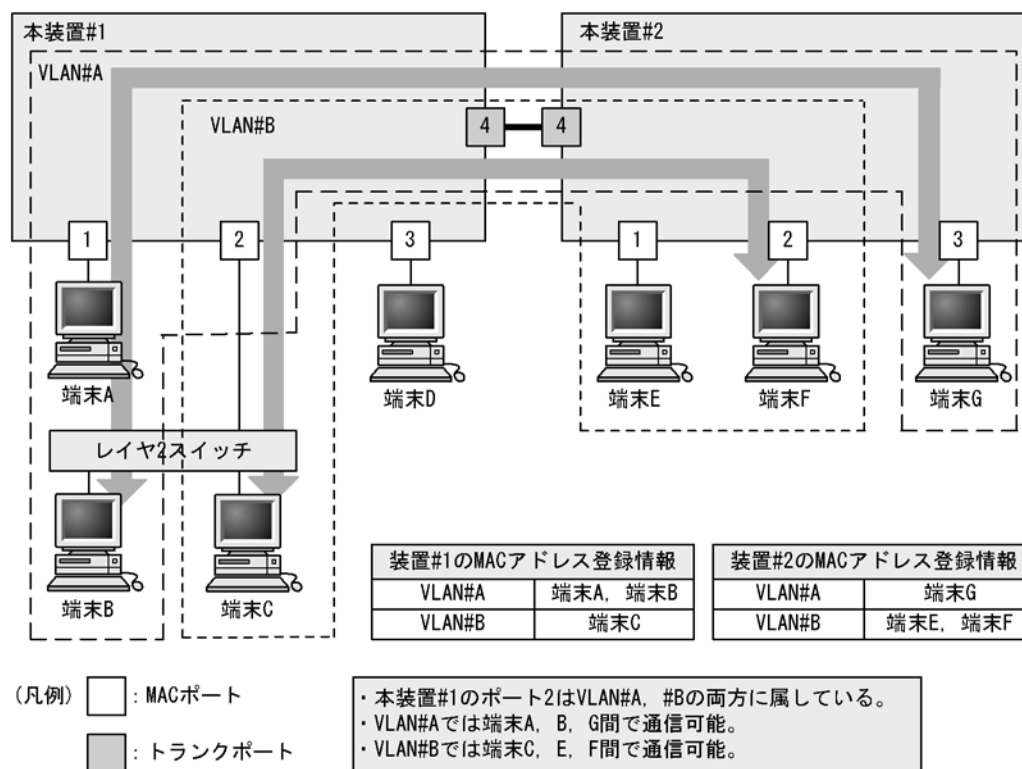 本装置#1
本装置#2
VLAN#A
VLAN#B
4
4
1
2
3
1
2
3
端末A
端末D
端末E
端末F
端末G
レイヤ2スイッチ
端末B
端末C
装置#1のMACアドレス登録情報
VLAN#A 端末A, 端末B
VLAN#B 端末C
装置#2のMACアドレス登録情報
VLAN#A 端末G
VLAN#B 端末E, 端末F
(凡例) : MACポート
: トランクポート
・本装置#1のポート2はVLAN#A, #Bの両方に属している。
・VLAN#Aでは端末A, B, G間で通信可能。
・VLAN#Bでは端末C, E, F間で通信可能。